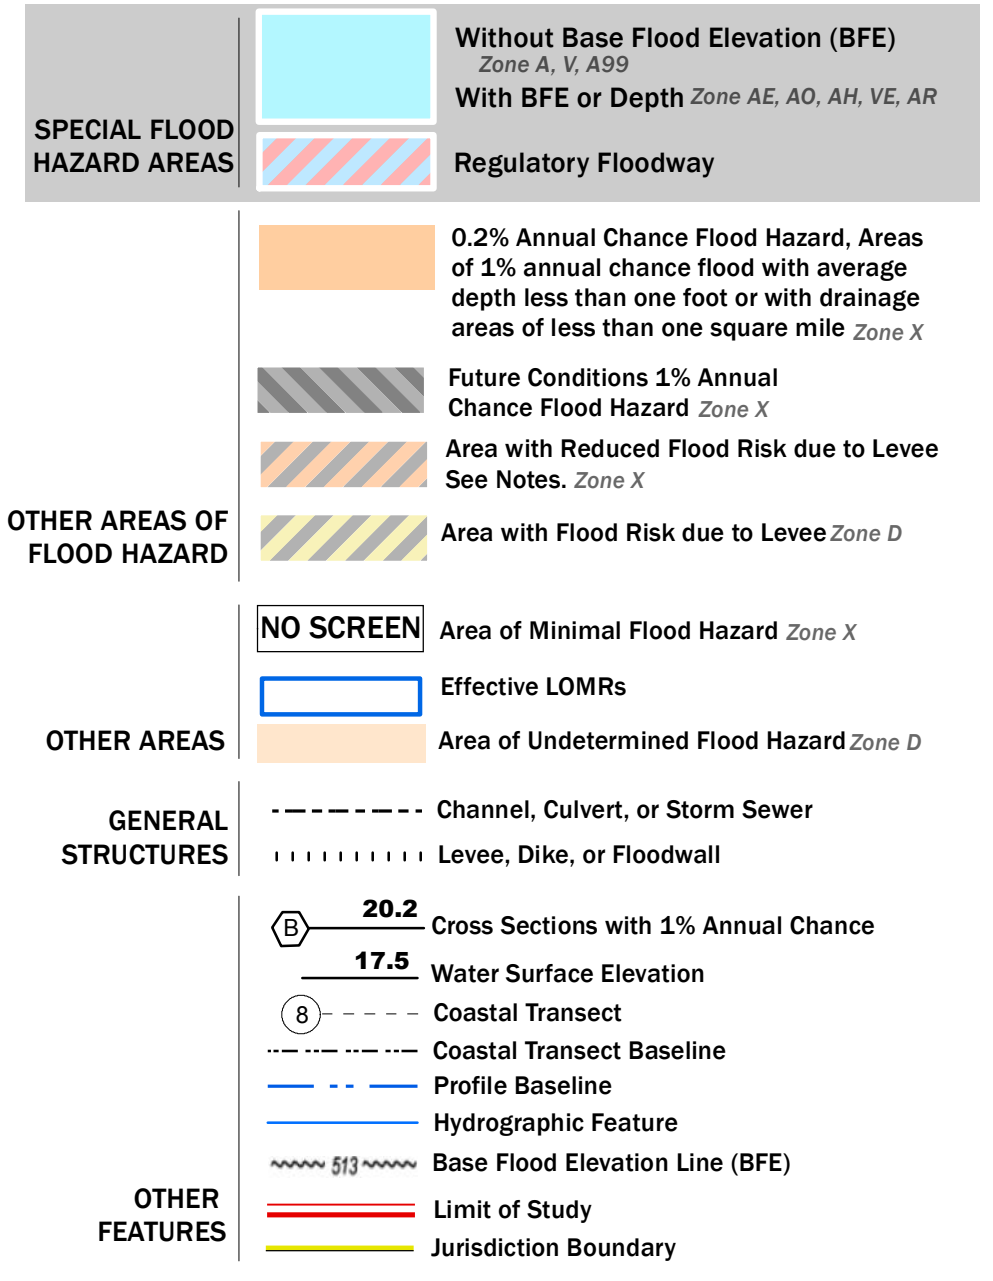 SPECIAL FLOOD
HAZARD AREAS
Without Base Flood Elevation (BFE)
Zone A, V, A99
With BFE or Depth Zone AE, AO, AH, VE, AR
Regulatory Floodway
OTHER AREAS OF
FLOOD HAZARD
0.2% Annual Chance Flood Hazard, Areas
of 1% annual chance flood with average
depth less than one foot or with drainage
areas of less than one square mile Zone X
Future Conditions 1% Annual
Chance Flood Hazard Zone X
Area with Reduced Flood Risk due to Levee
See Notes. Zone X
Area with Flood Risk due to Levee Zone D
OTHER AREAS
NO SCREEN Area of Minimal Flood Hazard Zone X
Effective LOMRs
Area of Undetermined Flood Hazard Zone D
GENERAL
STRUCTURES
Channel, Culvert, or Storm Sewer
Levee, Dike, or Floodwall
OTHER
FEATURES
B 20.2 Cross Sections with 1% Annual Chance
17.5 Water Surface Elevation
8 Coastal Transect
Coastal Transect Baseline
Profile Baseline
Hydrographic Feature
513 Base Flood Elevation Line (BFE)
Limit of Study
Jurisdiction Boundary